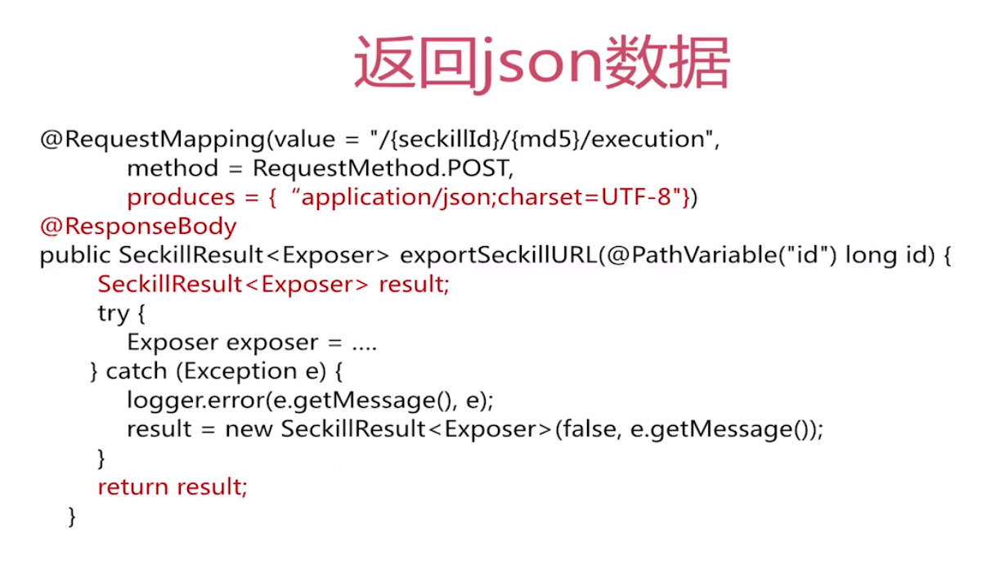 返回json数据
@RequestMapping(value = "/{seckillId}/{md5}/execution",
method = RequestMethod.POST,
produces = { “application/json;charset=UTF-8"})
@ResponseBody
public SeckillResult<Exposer> exportSeckillURL(@PathVariable("id") long id) {
SeckillResult<Exposer> result;
try {
Exposer exposer = ....
} catch (Exception e) {
logger.error(e.getMessage(), e);
result = new SeckillResult<Exposer>(false, e.getMessage());
}
return result;
}